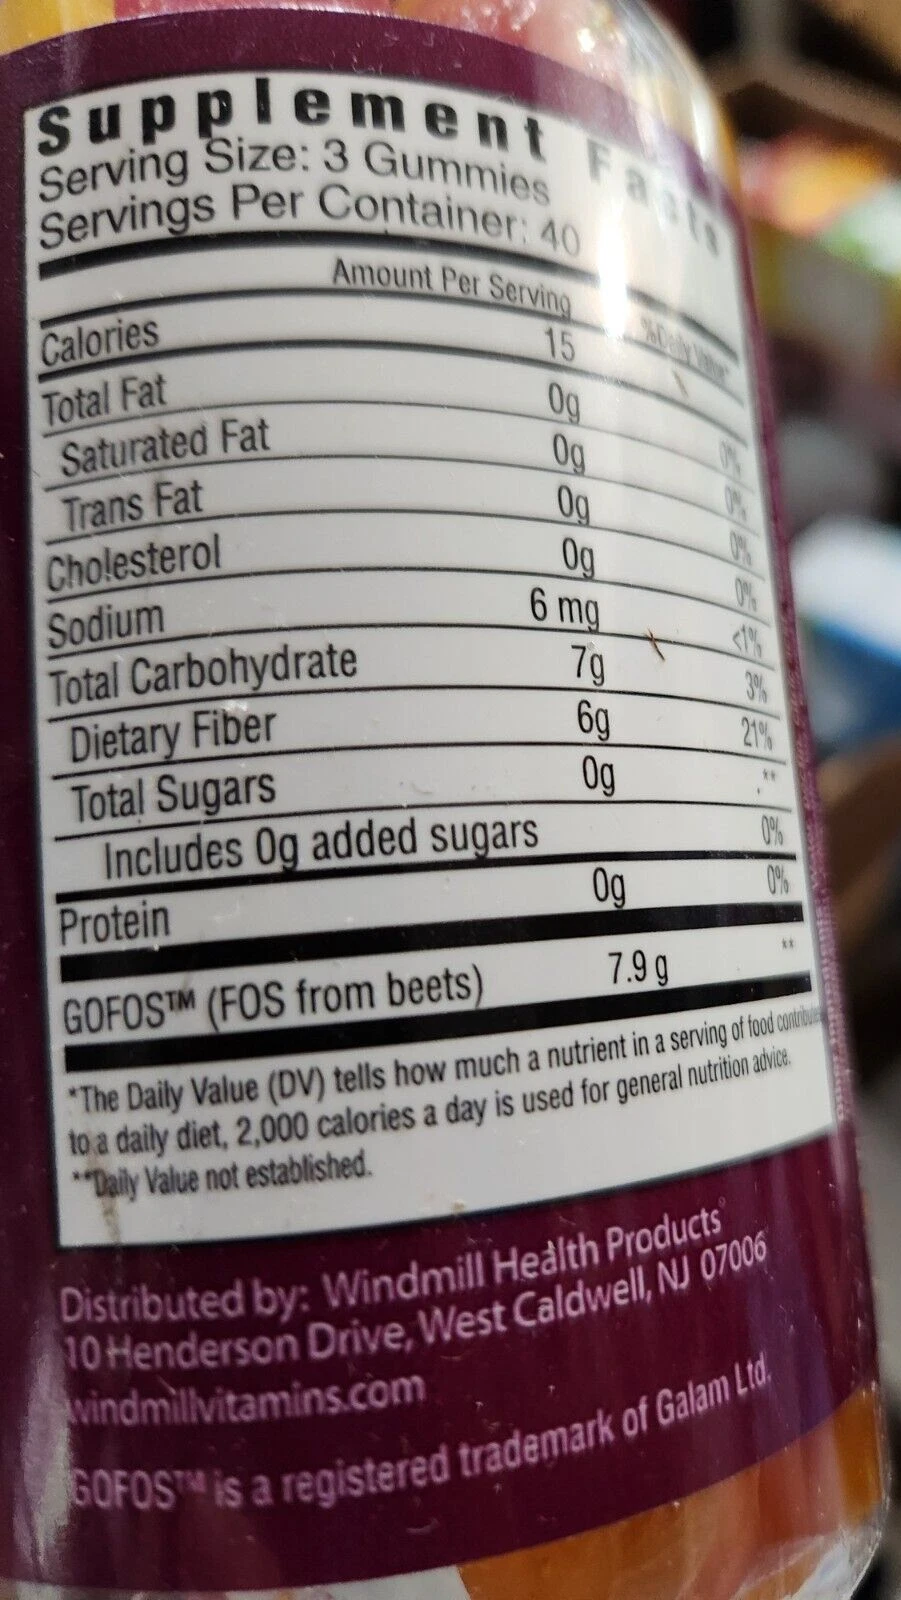 Supplement Facts
Serving Size: 3 Gummies
Servings Per Container: 40
Amount Per Serving %Daily Value*
Calories 15
Total Fat 0g 0%
Saturated Fat 0g 0%
Trans Fat 0g 0%
Cholesterol 0g 0%
Sodium 6 mg <1%
Total Carbohydrate 7g 3%
Dietary Fiber 6g 21%
Total Sugars 0g **
Includes 0g added sugars 0%
Protein 0g 0%
GOFOS™ (FOS from beets) 7.9 g **
*The Daily Value (DV) tells how much a nutrient in a serving of food contributes
to a daily diet, 2,000 calories a day is used for general nutrition advice.
**Daily Value not established.
Distributed by: Windmill Health Products
10 Henderson Drive, West Caldwell, NJ 07006
windmillvitamins.com
GOFOS™ is a registered trademark of Galam Ltd.